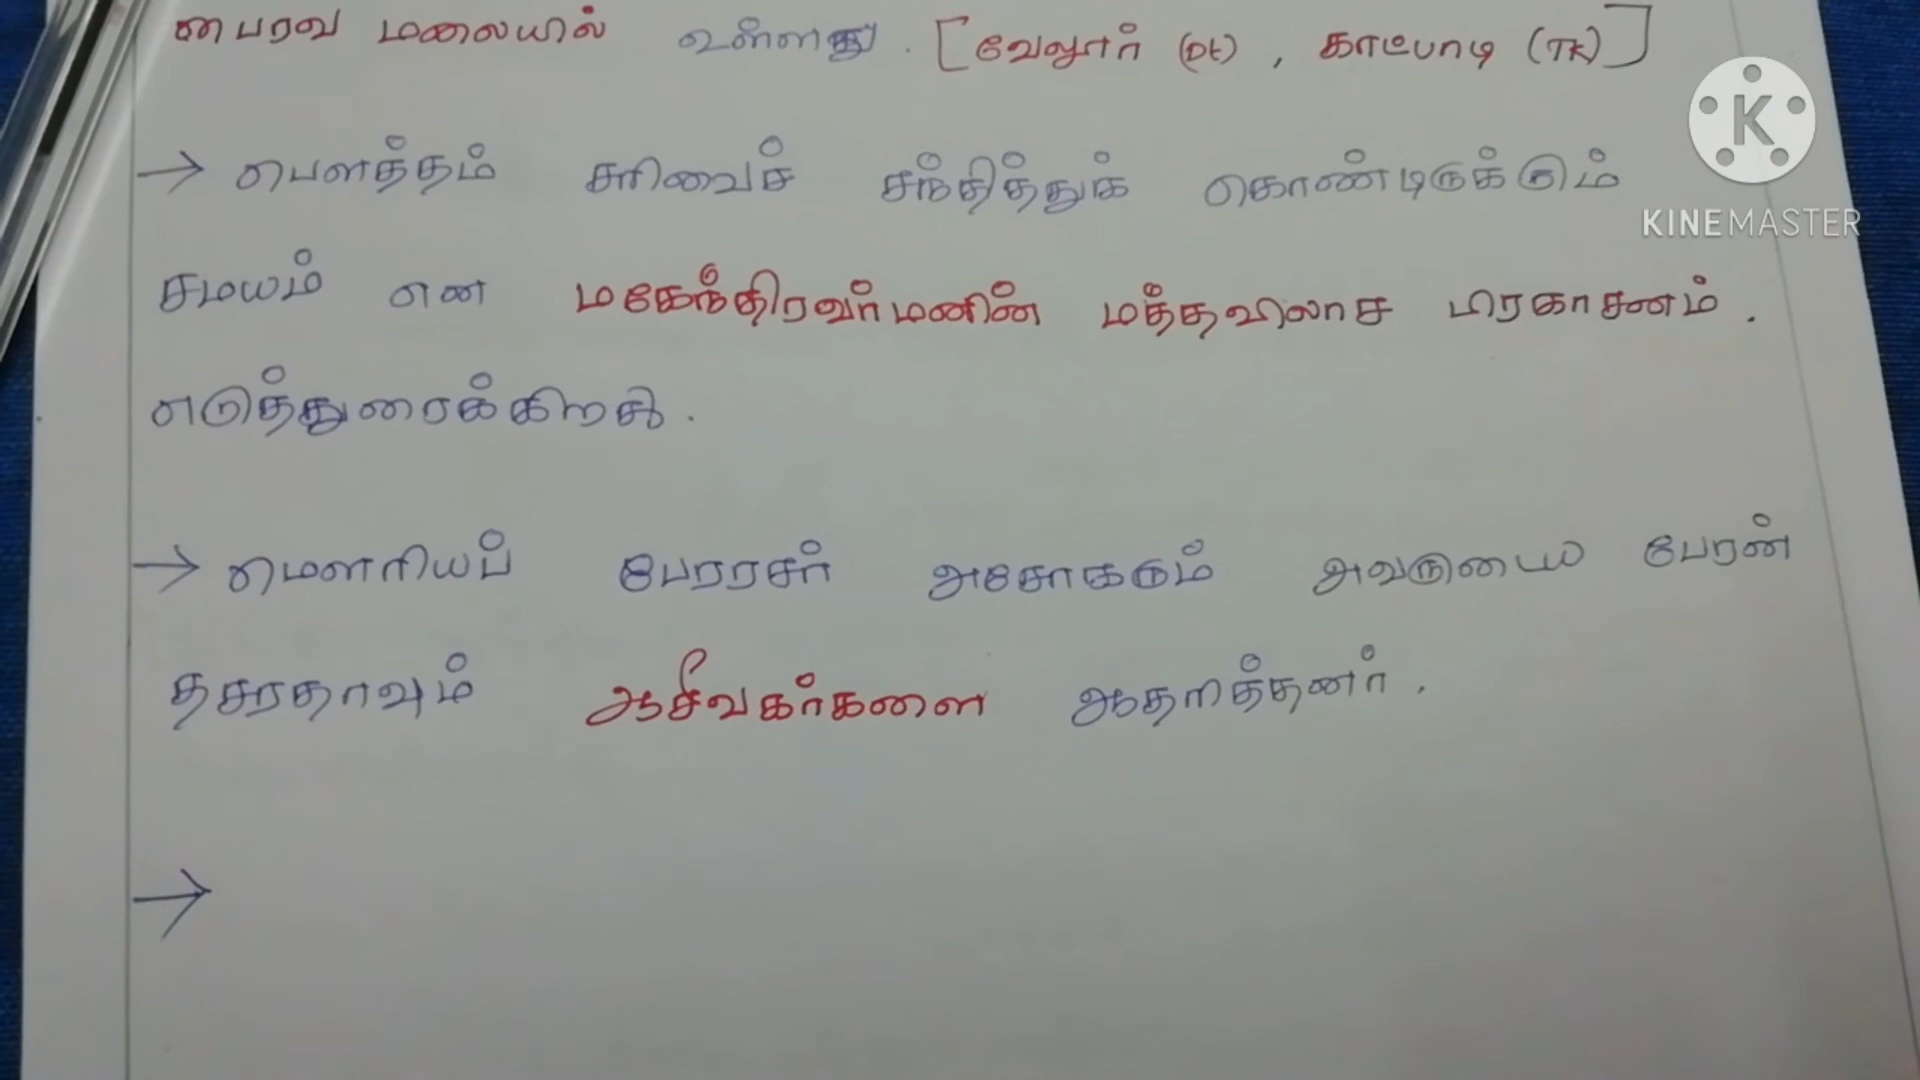 பைரவ மலையில் உள்ளது. [வேலூர் (Dt), காட்பாடி (TK)]
→ பௌத்தம் சரிவைச் சந்தித்துக் கொண்டிருக்கும்
சமயம் என மகேந்திரவர்மனின் மத்தவிலாச பிரகாசனம்.
எடுத்துரைக்கிறது.
→ மௌரியப் பேரரசர் அசோகரும் அவருடைய பேரன்
தசரதாவும் ஆசீவகர்களை ஆதரித்தனர்.
→
K
KINEMASTER